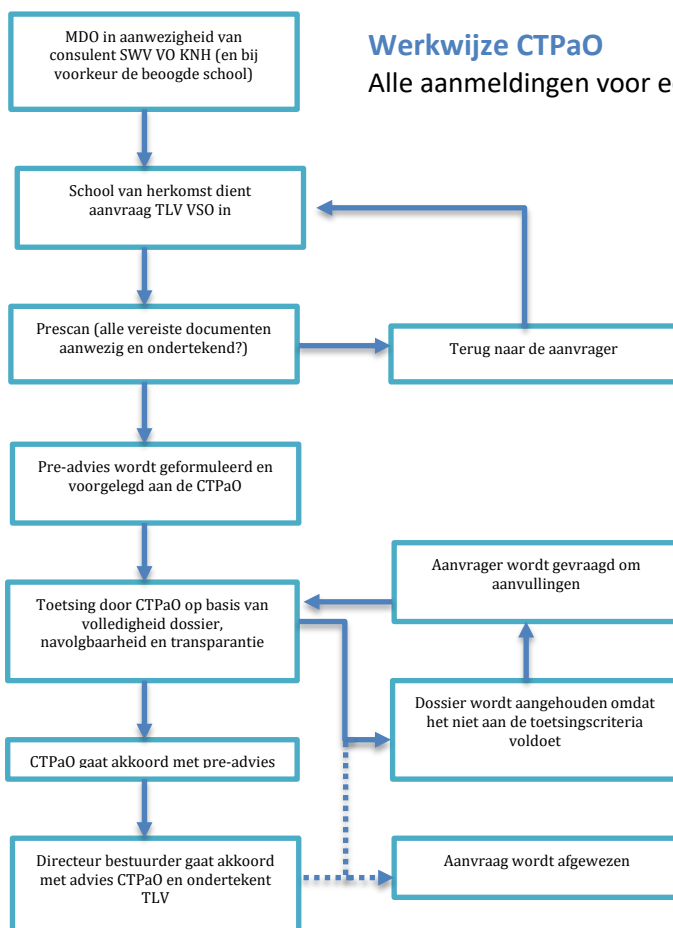 MDO in aanwezigheid van
consulent SWV VO KNH (en bij
voorkeur de beoogde school)
Werkwijze CTPaO
Alle aanmeldingen voor e
School van herkomst dient
aanvraag TLV VSO in
Prescan (alle vereiste documenten
aanwezig en ondertekend?)
Terug naar de aanvrager
Pre-advies wordt geformuleerd en
voorgelegd aan de CTPaO
Aanvrager wordt gevraagd om
aanvullingen
Toetsing door CTPaO op basis van
volledigheid dossier,
navolgbaarheid en transparantie
Dossier wordt aangehouden omdat
het niet aan de toetsingscriteria
voldoet
CTPaO gaat akkoord met pre-advies
Directeur bestuurder gaat akkoord
met advies CTPaO en ondertekent
TLV
Aanvraag wordt afgewezen